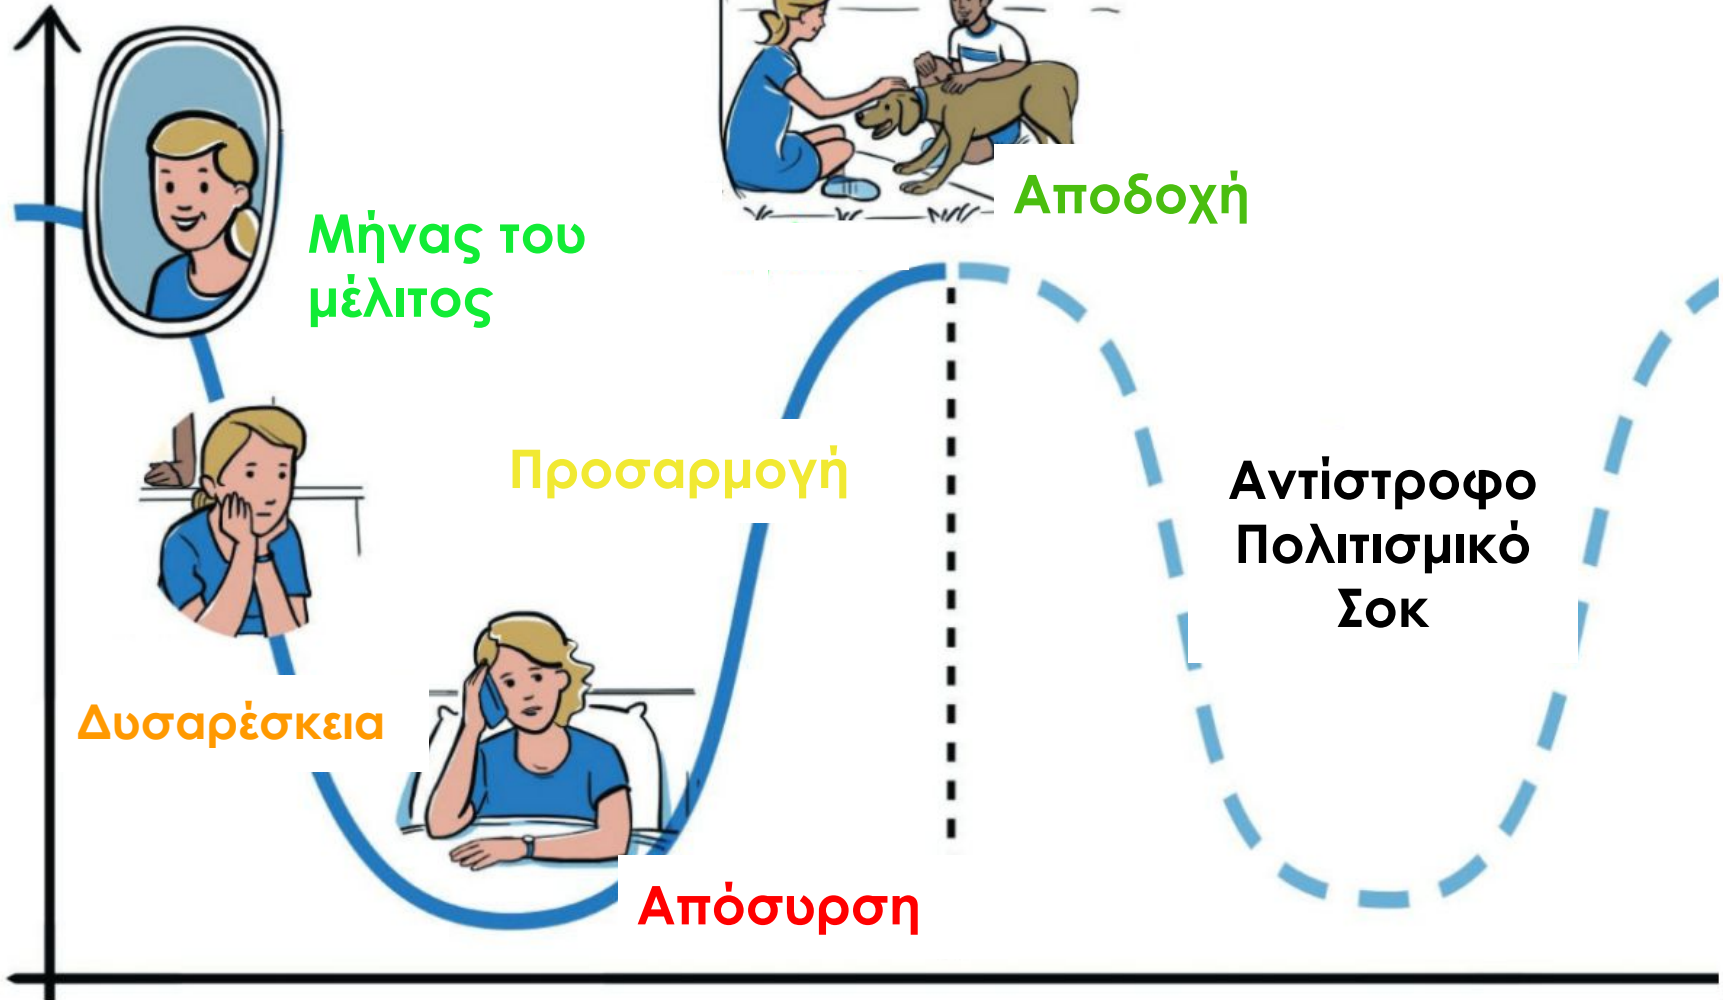 Αποδοχή
Μήνας του
μέλιτος
Προσαρμογή
Αντίστροφο
Πολιτισμικό
Σοκ
Δυσαρέσκεια
Απόσυρση